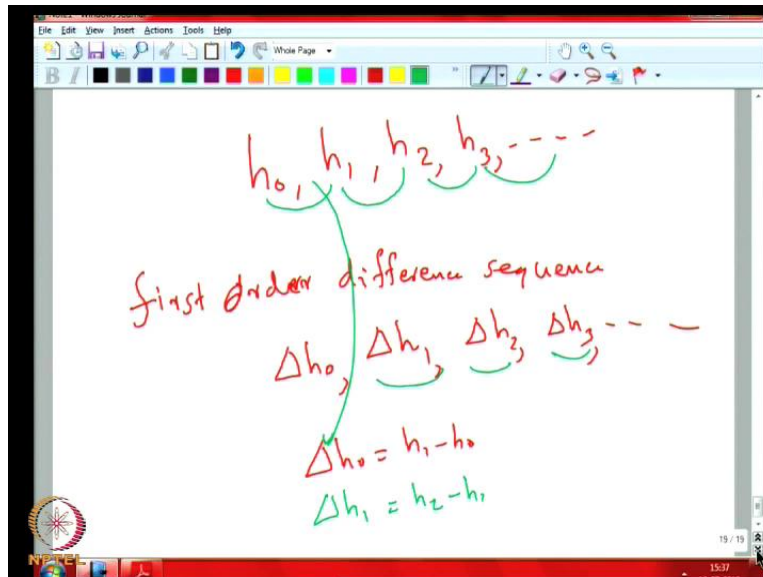 File Edit View Insert Actions Tools Help
Whole Page
B I
h₀, h₁, h₂, h₃, ----
first order difference sequence
Δh₀, Δh₁, Δh₂, Δh₃, -- —
Δh₀ = h₁ - h₀
Δh₁ = h₂ - h₁
19 / 19
NPTEL
15:37